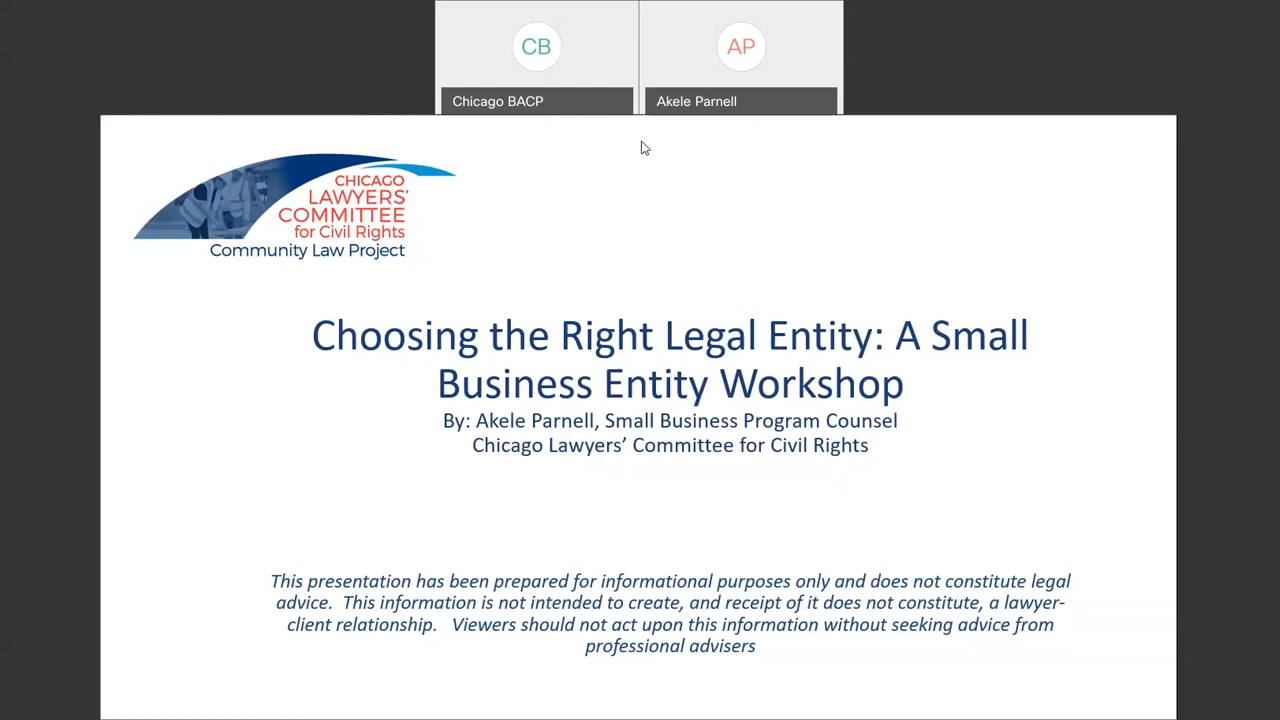 CB
AP
Chicago BACP
Akele Parnell
CHICAGO
LAWYERS'
COMMITTEE
for Civil Rights
Community Law Project
Choosing the Right Legal Entity: A Small
Business Entity Workshop
By: Akele Parnell, Small Business Program Counsel
Chicago Lawyers’ Committee for Civil Rights
This presentation has been prepared for informational purposes only and does not constitute legal
advice.  This information is not intended to create, and receipt of it does not constitute, a lawyer-
client relationship.   Viewers should not act upon this information without seeking advice from
professional advisers